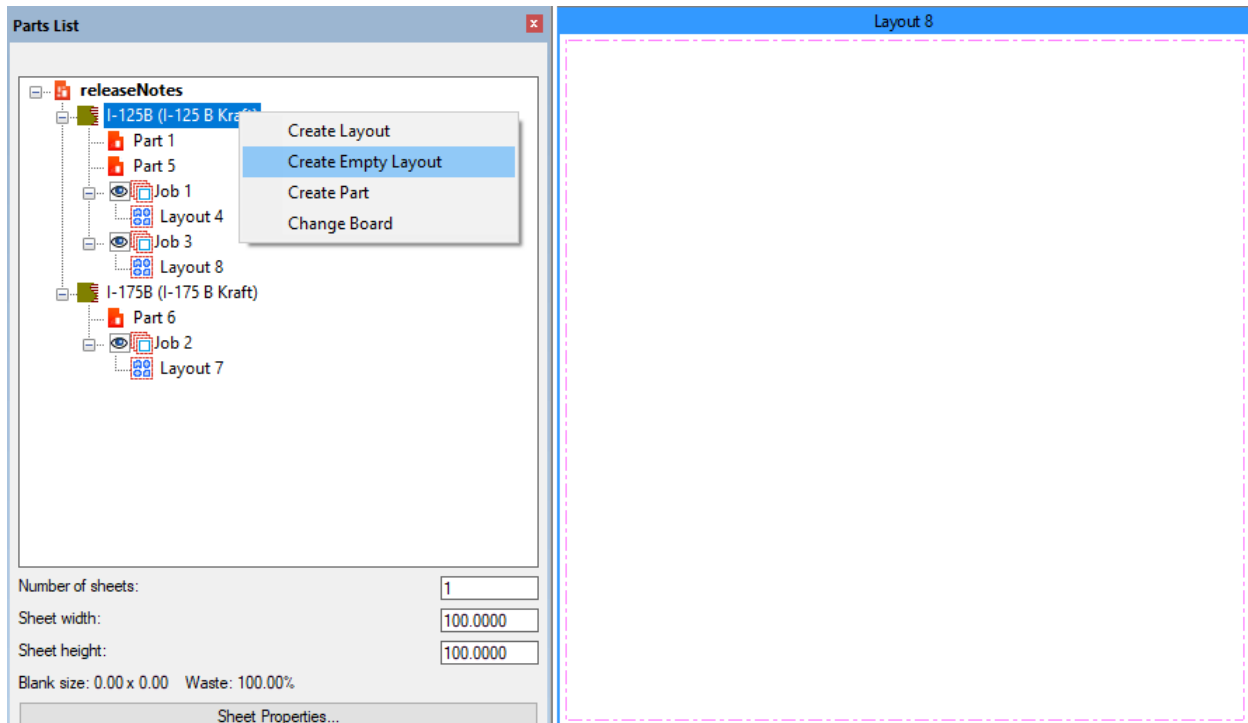 Parts List
Layout 8
releaseNotes
I-125B (I-125 B Kraft)
Create Layout
Part 1
Part 5
Create Empty Layout
Job 1
Create Part
Layout 4
Change Board
Job 3
Layout 8
I-175B (I-175 B Kraft)
Part 6
Job 2
Layout 7
Number of sheets: 1
Sheet width: 100.0000
Sheet height: 100.0000
Blank size: 0.00 x 0.00 Waste: 100.00%
Sheet Properties...